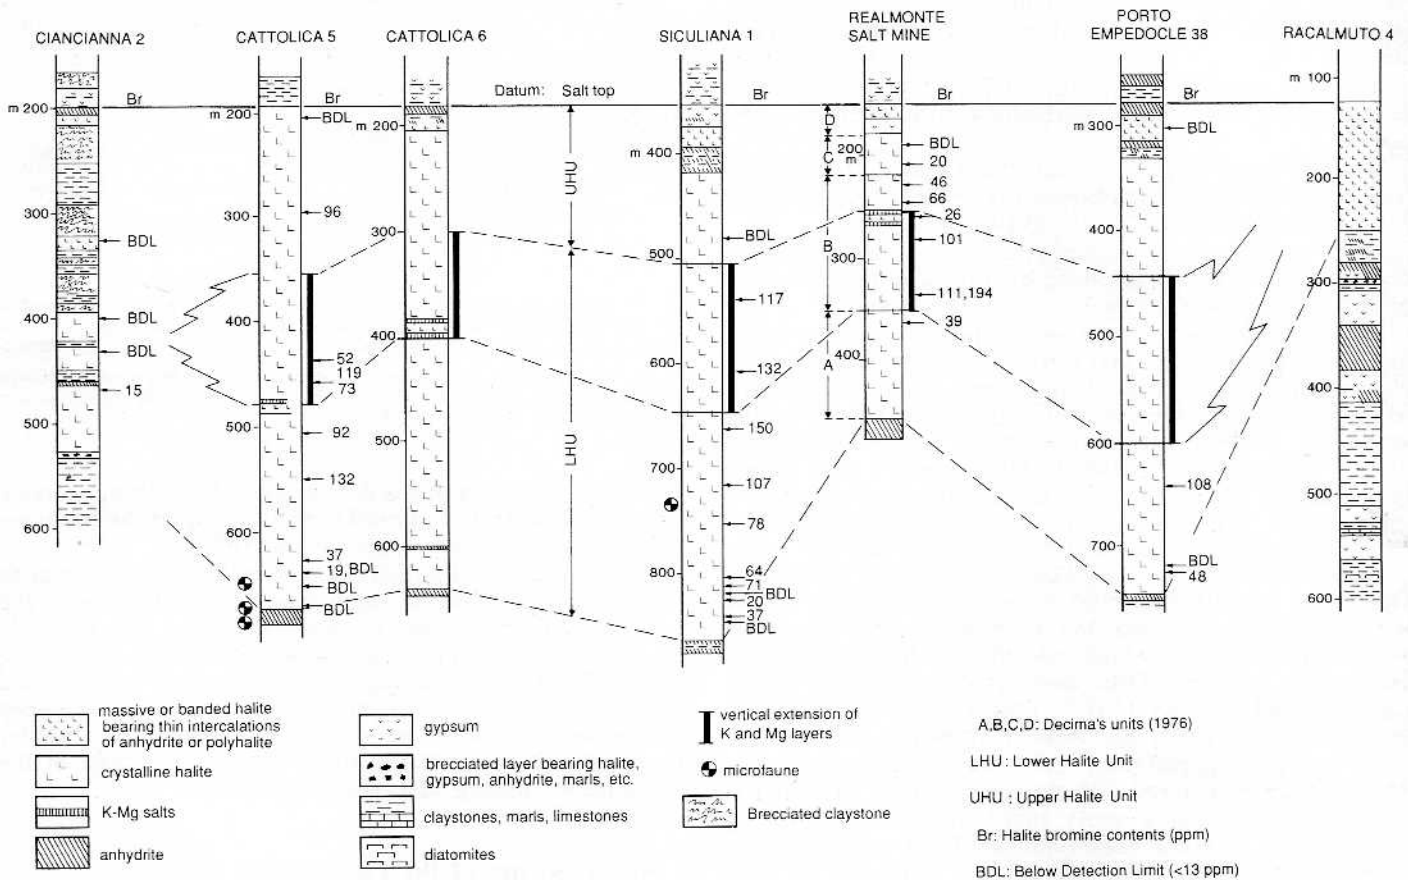 CIANCIANNA 2
CATTOLICA 5
CATTOLICA 6
SICULIANA 1
REALMONTE
SALT MINE
PORTO
EMPEDOCLE 38
RACALMUTO 4
m 200
Br
300
BDL
400
BDL
BDL
15
500
600
m 200
Br
BDL
300
96
400
52
119
73
500
92
132
600
37
19,BDL
BDL
BDL
m 200
300
400
500
600
Datum: Salt top
UHU
LHU
m 400
Br
500
BDL
117
600
132
150
700
107
78
800
64
71
BDL
20
37
BDL
D
C
B
A
200
m
300
400
Br
BDL
20
46
66
26
101
111,194
39
m 300
Br
BDL
400
500
600
108
700
BDL
48
m 100
200
300
400
500
600
massive or banded halite
bearing thin intercalations
of anhydrite or polyhalite
crystalline halite
K-Mg salts
anhydrite
gypsum
brecciated layer bearing halite,
gypsum, anhydrite, marls, etc.
claystones, marls, limestones
diatomites
vertical extension of
K and Mg layers
microfaune
Brecciated claystone
A,B,C,D: Decima's units (1976)
LHU: Lower Halite Unit
UHU : Upper Halite Unit
Br: Halite bromine contents (ppm)
BDL: Below Detection Limit (<13 ppm)